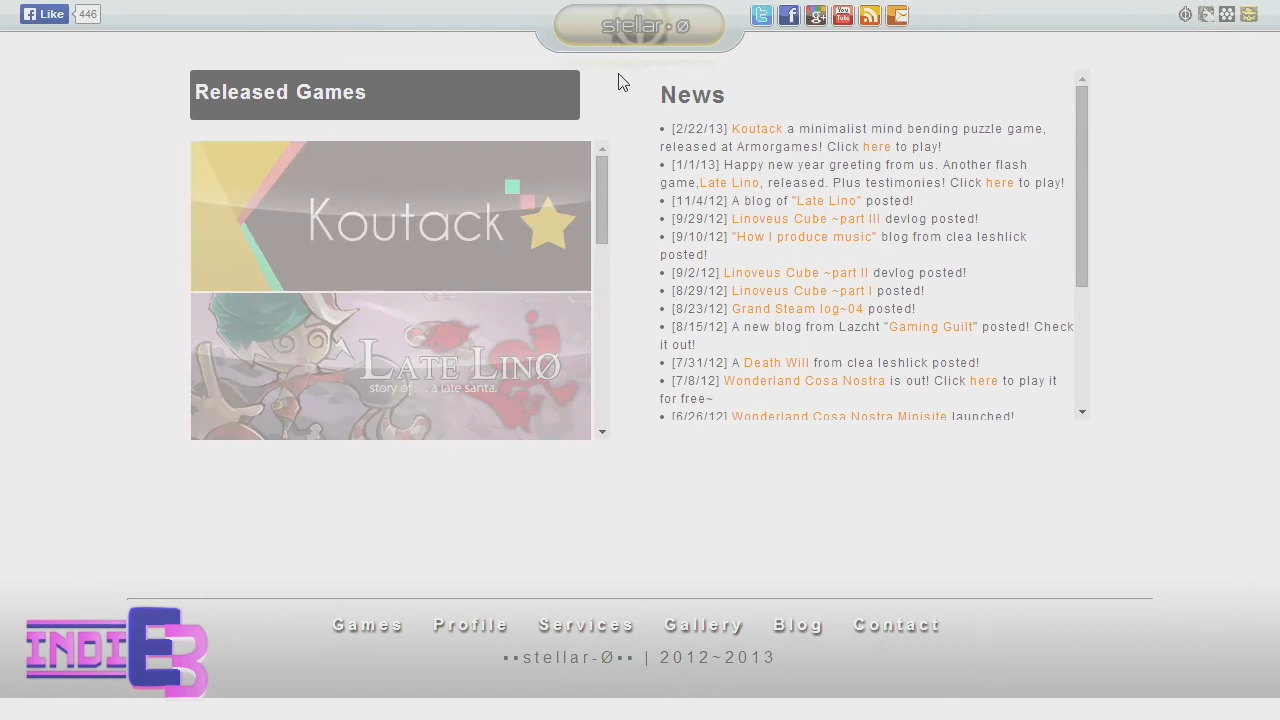 Like 446
stellar·ø
Released Games
Koutack
LATE LINØ
story of . . . a late santa.
News
• [2/22/13] Koutack a minimalist mind bending puzzle game,
released at Armorgames! Click here to play!
• [1/1/13] Happy new year greeting from us. Another flash
game,Late Lino, released. Plus testimonies! Click here to play!
• [11/4/12] A blog of "Late Lino" posted!
• [9/29/12] Linoveus Cube ~part III devlog posted!
• [9/10/12] "How I produce music" blog from clea leshlick
posted!
• [9/2/12] Linoveus Cube ~part II devlog posted!
• [8/29/12] Linoveus Cube ~part I posted!
• [8/23/12] Grand Steam log~04 posted!
• [8/15/12] A new blog from Lazcht "Gaming Guilt" posted! Check
it out!
• [7/31/12] A Death Will from clea leshlick posted!
• [7/8/12] Wonderland Cosa Nostra is out! Click here to play it
for free~
• [6/26/12] Wonderland Cosa Nostra Minisite launched!
Games Profile Services Gallery Blog Contact
▪▪stellar-Ø▪▪ | 2012~2013
INDIE3